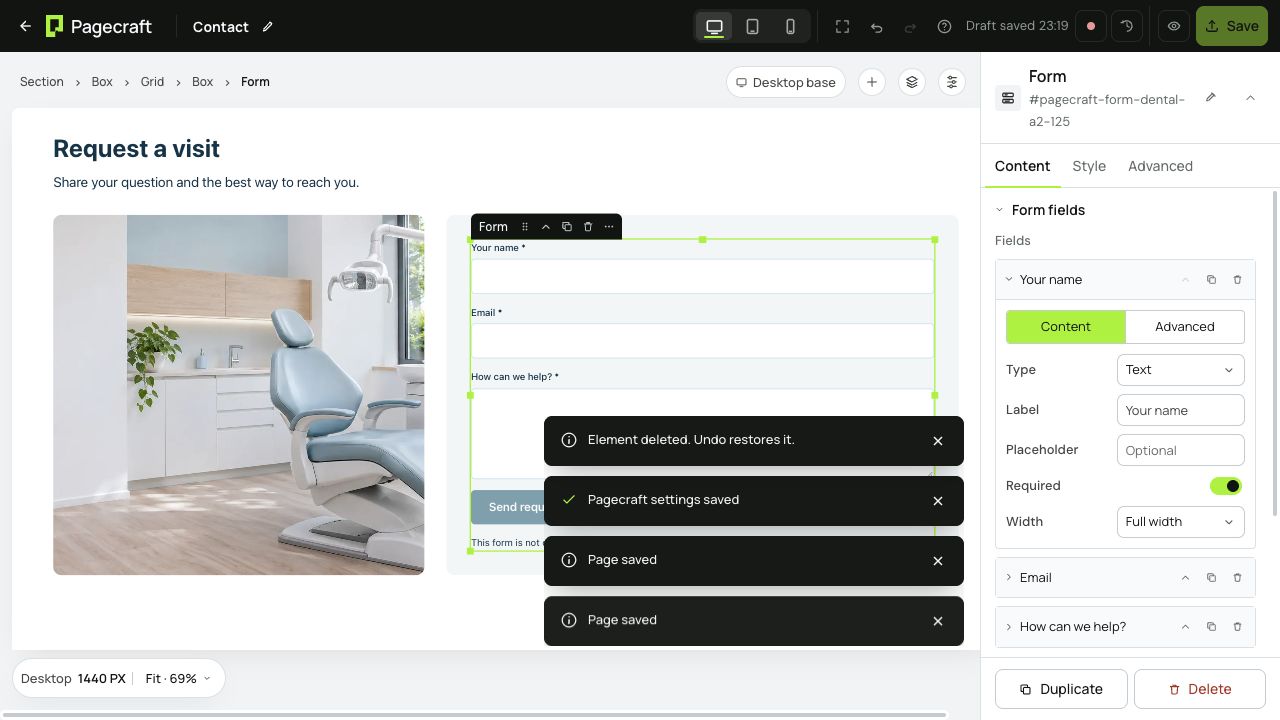 Pagecraft
Contact
Draft saved 23:19
Save
Section
Box
Grid
Box
Form
Desktop base
Request a visit
Share your question and the best way to reach you.
Form
Your name *
Email *
How can we help? *
Send requ
This form is not
Element deleted. Undo restores it.
Pagecraft settings saved
Page saved
Page saved
Desktop 1440 PX
Fit · 69%
Form
#pagecraft-form-dental-
a2-125
Content
Style
Advanced
Form fields
Fields
Your name
Content
Advanced
Type
Text
Label
Your name
Placeholder
Optional
Required
Width
Full width
Email
How can we help?
Duplicate
Delete